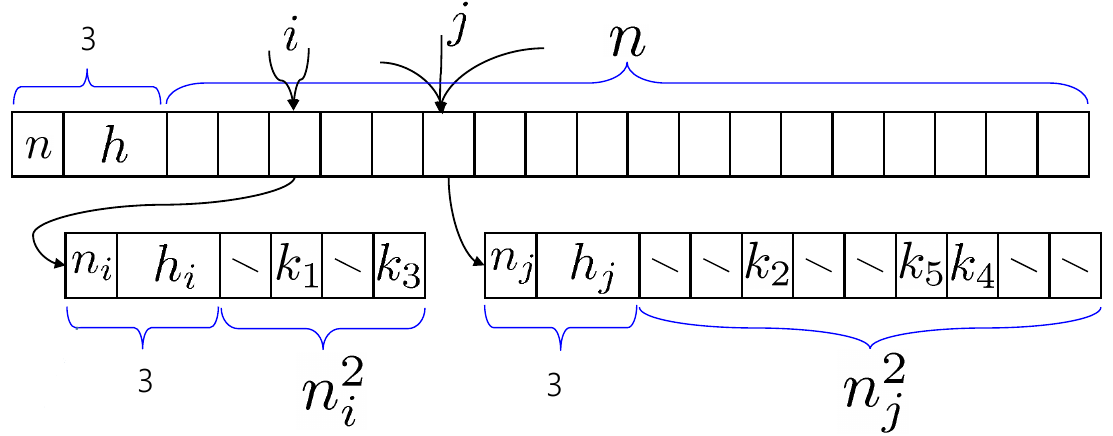 3 i j n
n h
n_i h_i \ k_1 \ k_3 n_j h_j \ \ k_2 \ \ k_5 k_4 \ \
3 n_i^2 3 n_j^2